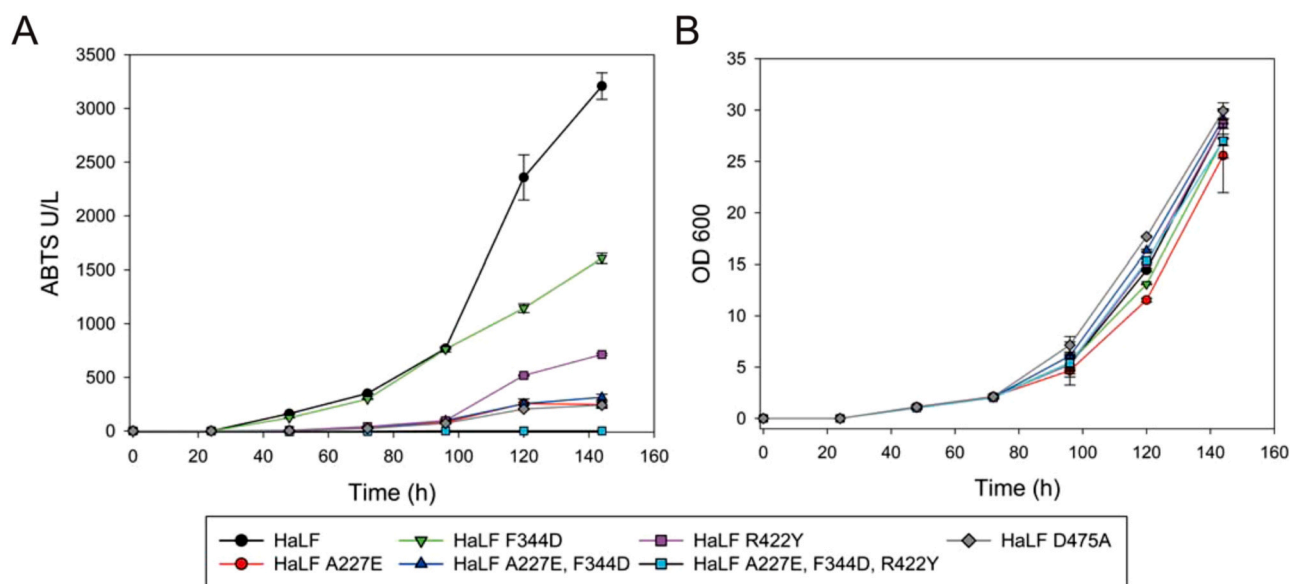 A
ABTS U/L
3500
3000
2500
2000
1500
1000
500
0
0 20 40 60 80 100 120 140 160
Time (h)
B
OD 600
35
30
25
20
15
10
5
0
0 20 40 60 80 100 120 140 160
Time (h)
HaLF HaLF F344D HaLF R422Y HaLF D475A
HaLF A227E HaLF A227E, F344D HaLF A227E, F344D, R422Y